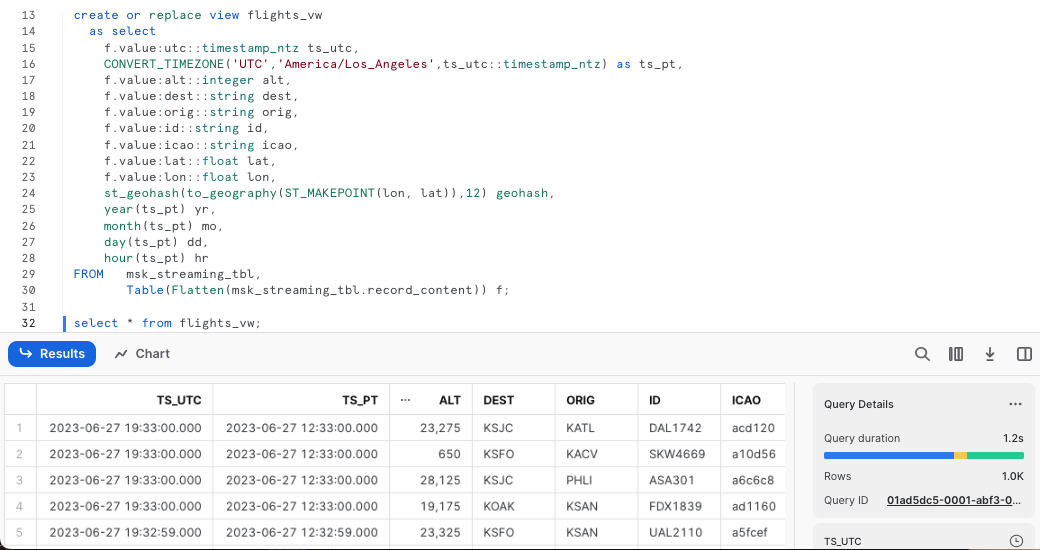 13 create or replace view flights_vw
14 as select
15 f.value:utc::timestamp_ntz ts_utc,
16 CONVERT_TIMEZONE('UTC','America/Los_Angeles',ts_utc::timestamp_ntz) as ts_pt,
17 f.value:alt::integer alt,
18 f.value:dest::string dest,
19 f.value:orig::string orig,
20 f.value:id::string id,
21 f.value:icao::string icao,
22 f.value:lat::float lat,
23 f.value:lon::float lon,
24 st_geohash(to_geography(ST_MAKEPOINT(lon, lat)),12) geohash,
25 year(ts_pt) yr,
26 month(ts_pt) mo,
27 day(ts_pt) dd,
28 hour(ts_pt) hr
29 FROM msk_streaming_tbl,
30 Table(Flatten(msk_streaming_tbl.record_content)) f;
31
32 select * from flights_vw;
Results Chart
TS_UTC TS_PT ... ALT DEST ORIG ID ICAO
1 2023-06-27 19:33:00.000 2023-06-27 12:33:00.000 23,275 KSJC KATL DAL1742 acd120
2 2023-06-27 19:33:00.000 2023-06-27 12:33:00.000 650 KSFO KACV SKW4669 a10d56
3 2023-06-27 19:33:00.000 2023-06-27 12:33:00.000 28,125 KSJC PHLI ASA301 a6c6c8
4 2023-06-27 19:33:00.000 2023-06-27 12:33:00.000 19,175 KOAK KSAN FDX1839 ad1160
5 2023-06-27 19:32:59.000 2023-06-27 12:32:59.000 23,325 KSFO KSAN UAL2110 a5fcef
Query Details ...
Query duration 1.2s
Rows 1.0K
Query ID 01ad5dc5-0001-abf3-0...
TS_UTC